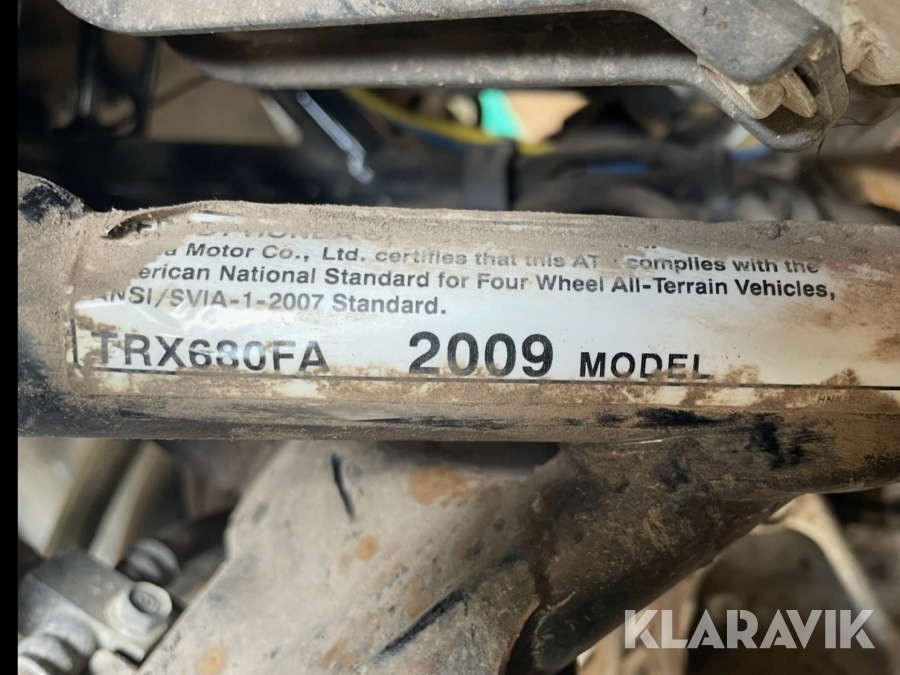 Motor Co., Ltd. certifies that this AT complies with the
erican National Standard for Four Wheel All-Terrain Vehicles,
ANSI/SVIA-1-2007 Standard.
TRX680FA 2009 MODEL
KLARAVIK